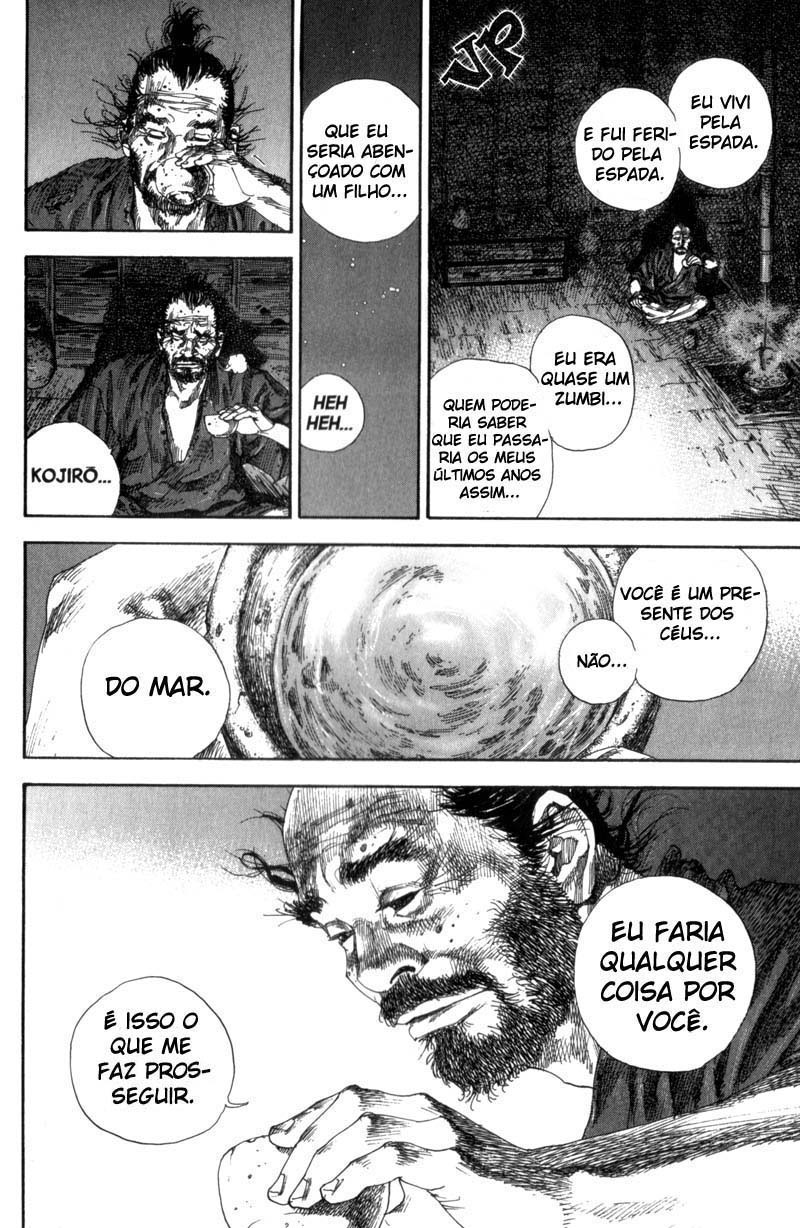 VP
EU VIVI
PELA
ESPADA.
E FUI FERI-
DO PELA
ESPADA.
EU ERA
QUASE UM
ZUMBI...
QUEM PODE-
RIA SABER
QUE EU PASSA-
RIA OS MEUS
ÚLTIMOS ANOS
ASSIM...
QUE EU
SERIA ABEN-
ÇOADO COM
UM FILHO...
HEH
HEH...
KOJIRŌ...
VOCÊ É UM PRE-
SENTE DOS
CÉUS...
NÃO...
DO MAR.
EU FARIA
QUALQUER
COISA POR
VOCÊ.
É ISSO O
QUE ME
FAZ PROS-
SEGUIR.